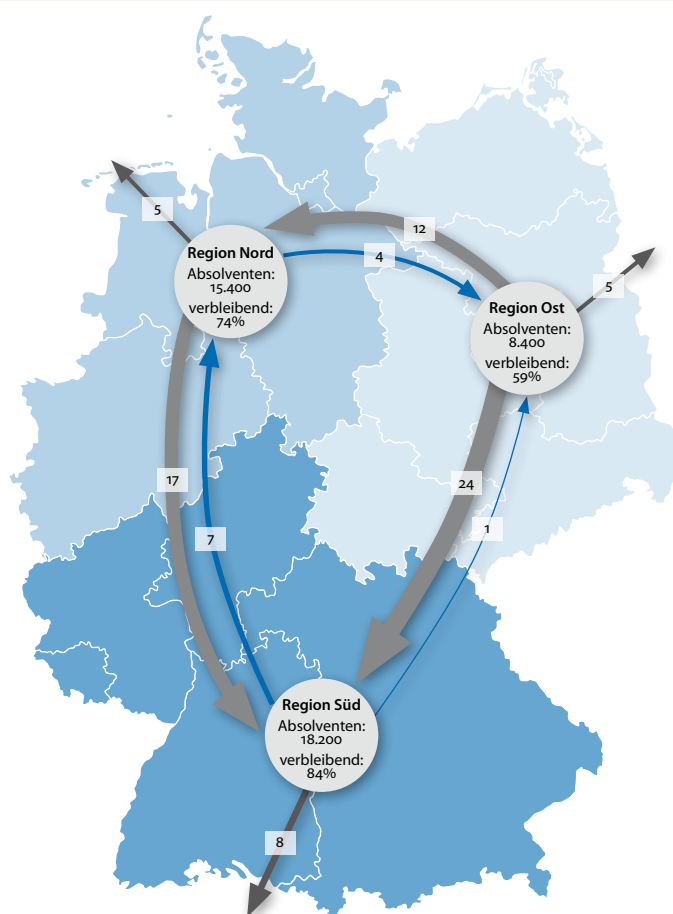 5
12
Region Nord
Absolventen:
15.400
verbleibend:
74%
4
5
Region Ost
Absolventen:
8.400
verbleibend:
59%
17
24
7
1
Region Süd
Absolventen:
18.200
verbleibend:
84%
8